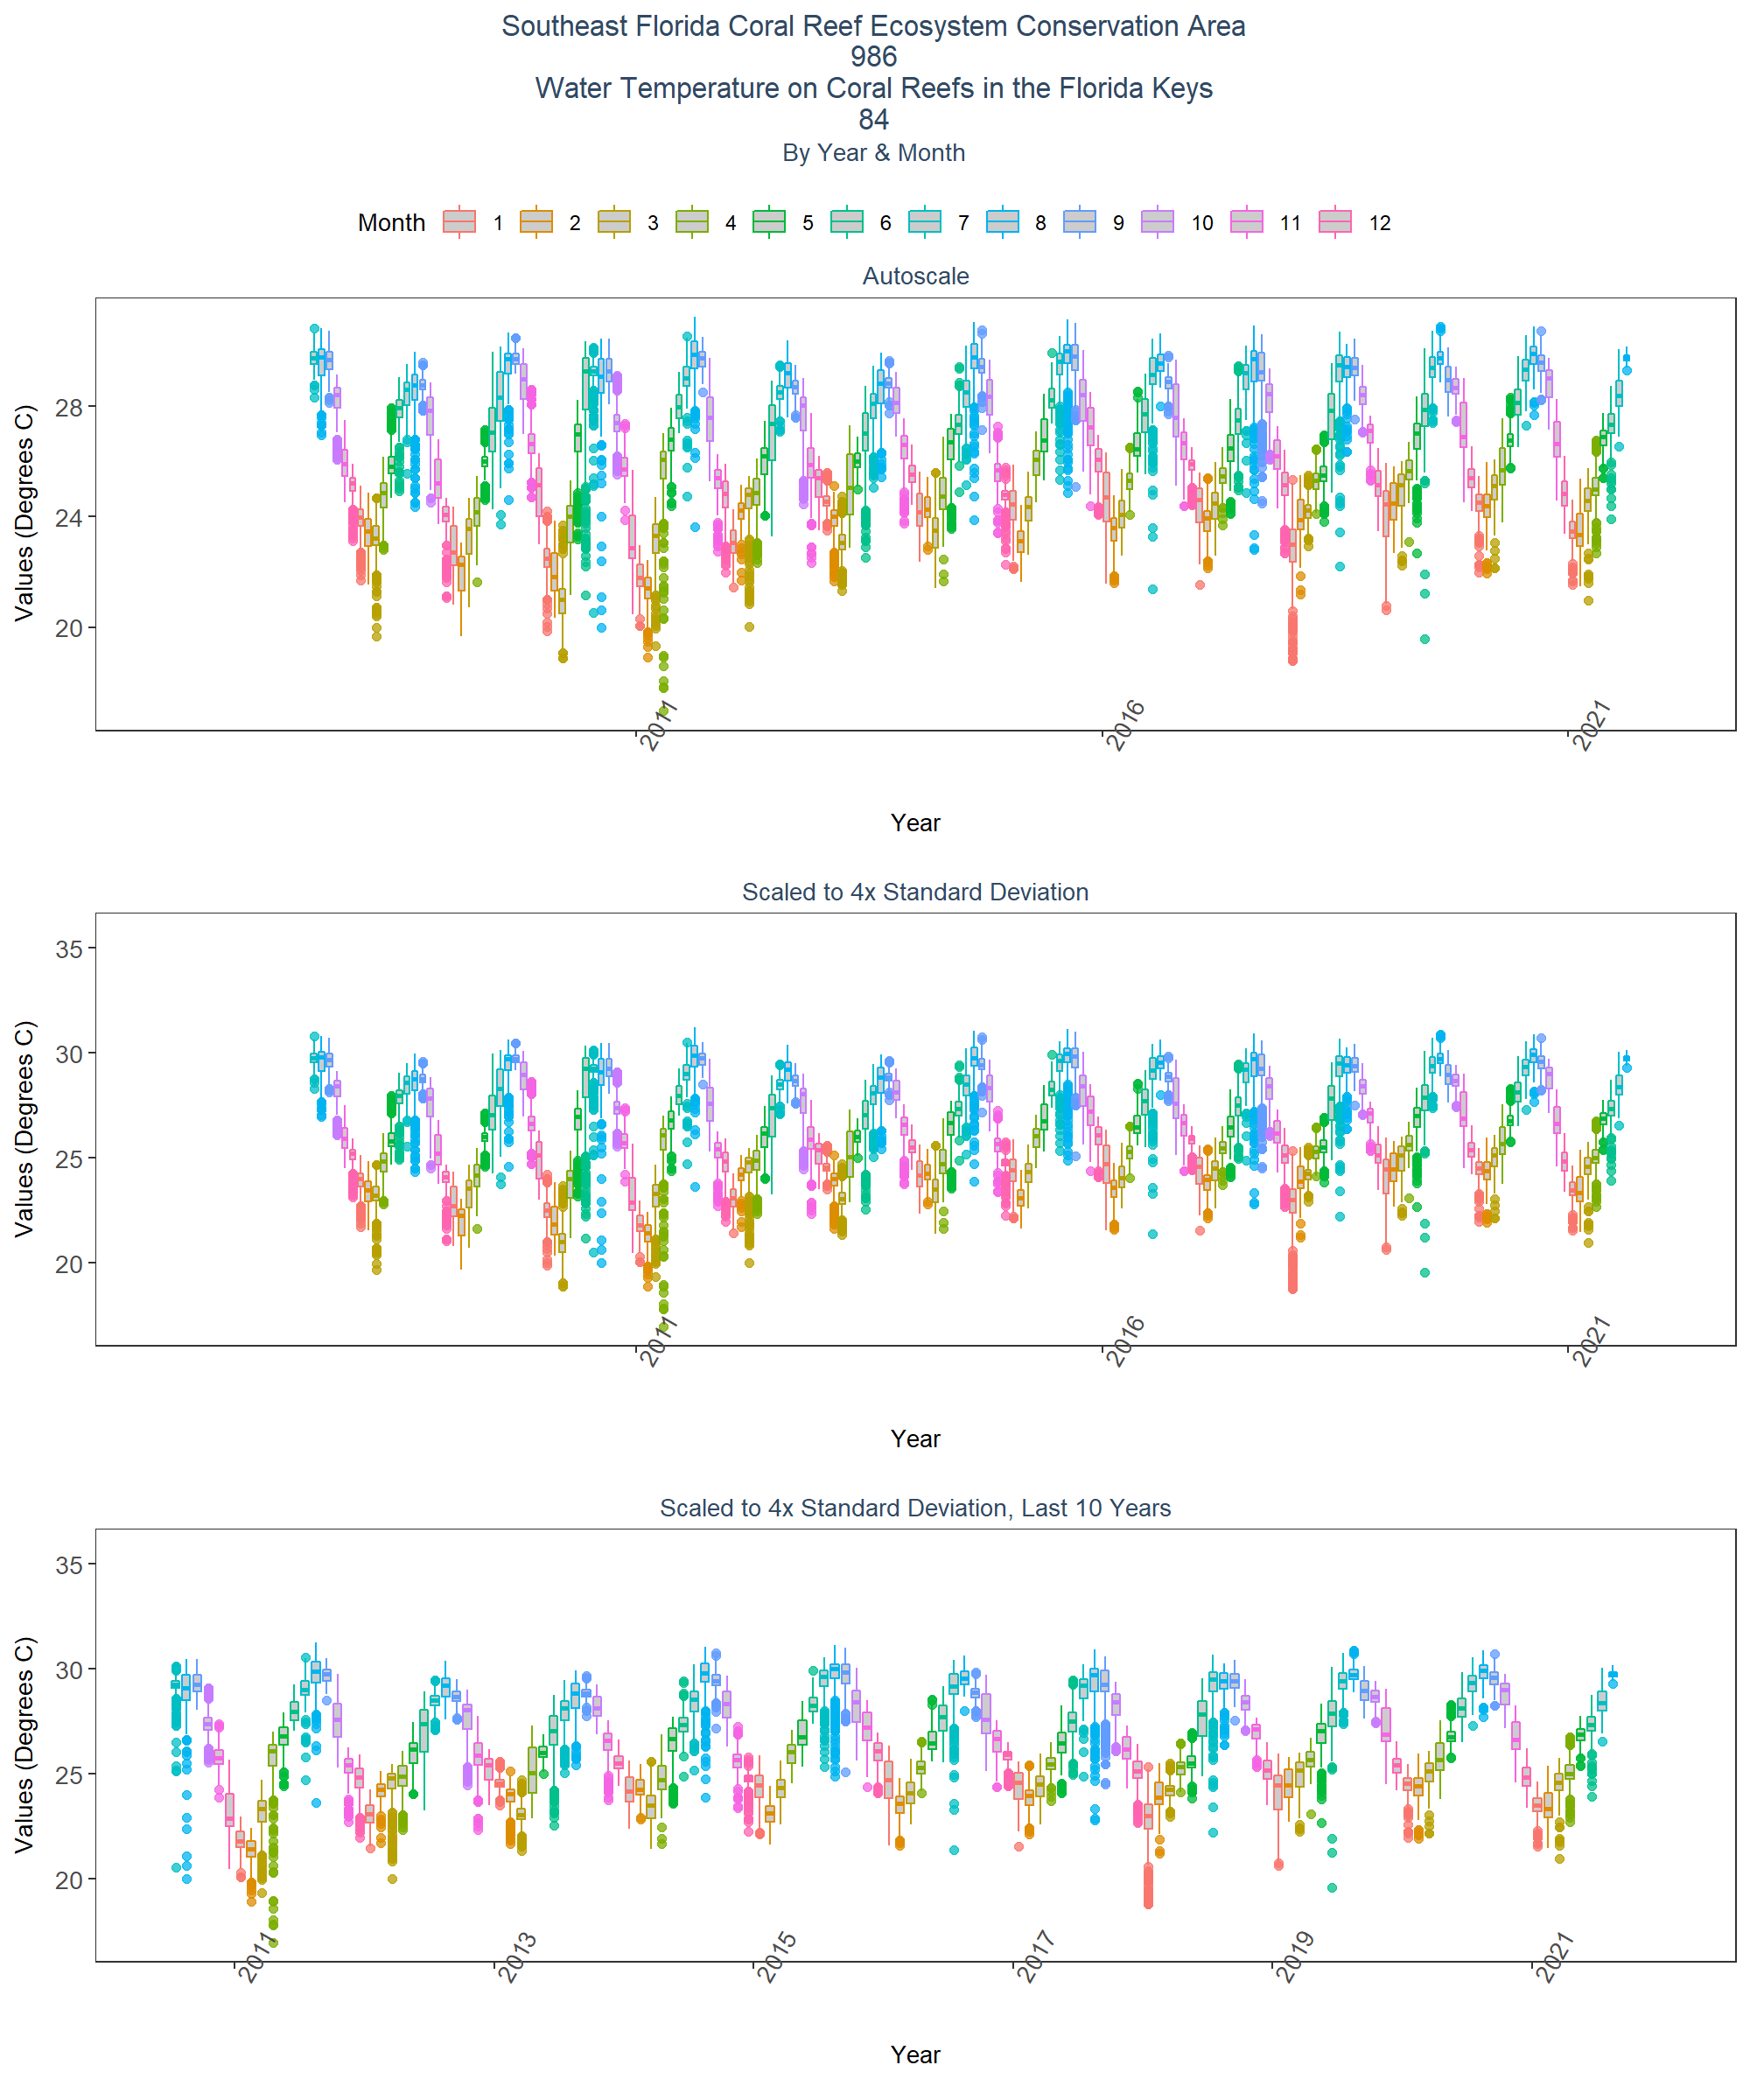 Southeast Florida Coral Reef Ecosystem Conservation Area
986
Water Temperature on Coral Reefs in the Florida Keys
84
By Year & Month
Month 1 2 3 4 5 6 7 8 9 10 11 12
Autoscale
Values (Degrees C)
28
24
20
2011 2016 2021
Year
Scaled to 4x Standard Deviation
Values (Degrees C)
35
30
25
20
2011 2016 2021
Year
Scaled to 4x Standard Deviation, Last 10 Years
Values (Degrees C)
35
30
25
20
2011 2013 2015 2017 2019 2021
Year